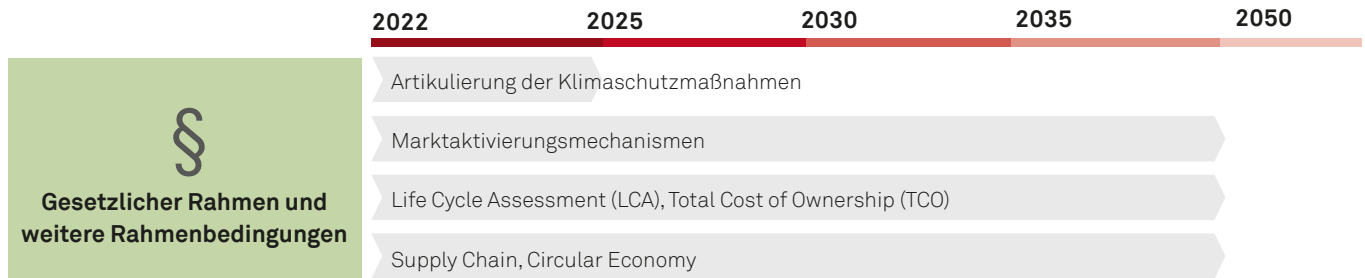 2022 2025 2030 2035 2050
Artikulierung der Klimaschutzmaßnahmen
Marktaktivierungsmechanismen
§
Gesetzlicher Rahmen und
weitere Rahmenbedingungen
Life Cycle Assessment (LCA), Total Cost of Ownership (TCO)
Supply Chain, Circular Economy